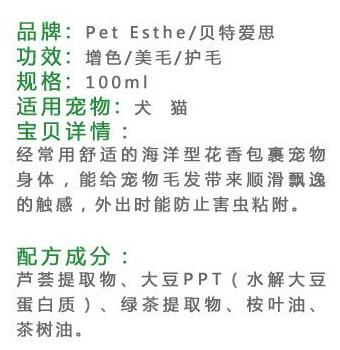 品牌：Pet Esthe/贝特爱思
功效：增色/美毛/护毛
规格：100ml
适用宠物：犬 猫
宝贝详情：
经常用舒适的海洋型花香包裹宠物
身体，能给宠物毛发带来顺滑飘逸
的触感，外出时能防止害虫粘附。
配方成分：
芦荟提取物、大豆PPT（水解大豆
蛋白质）、绿茶提取物、桉叶油、
茶树油。